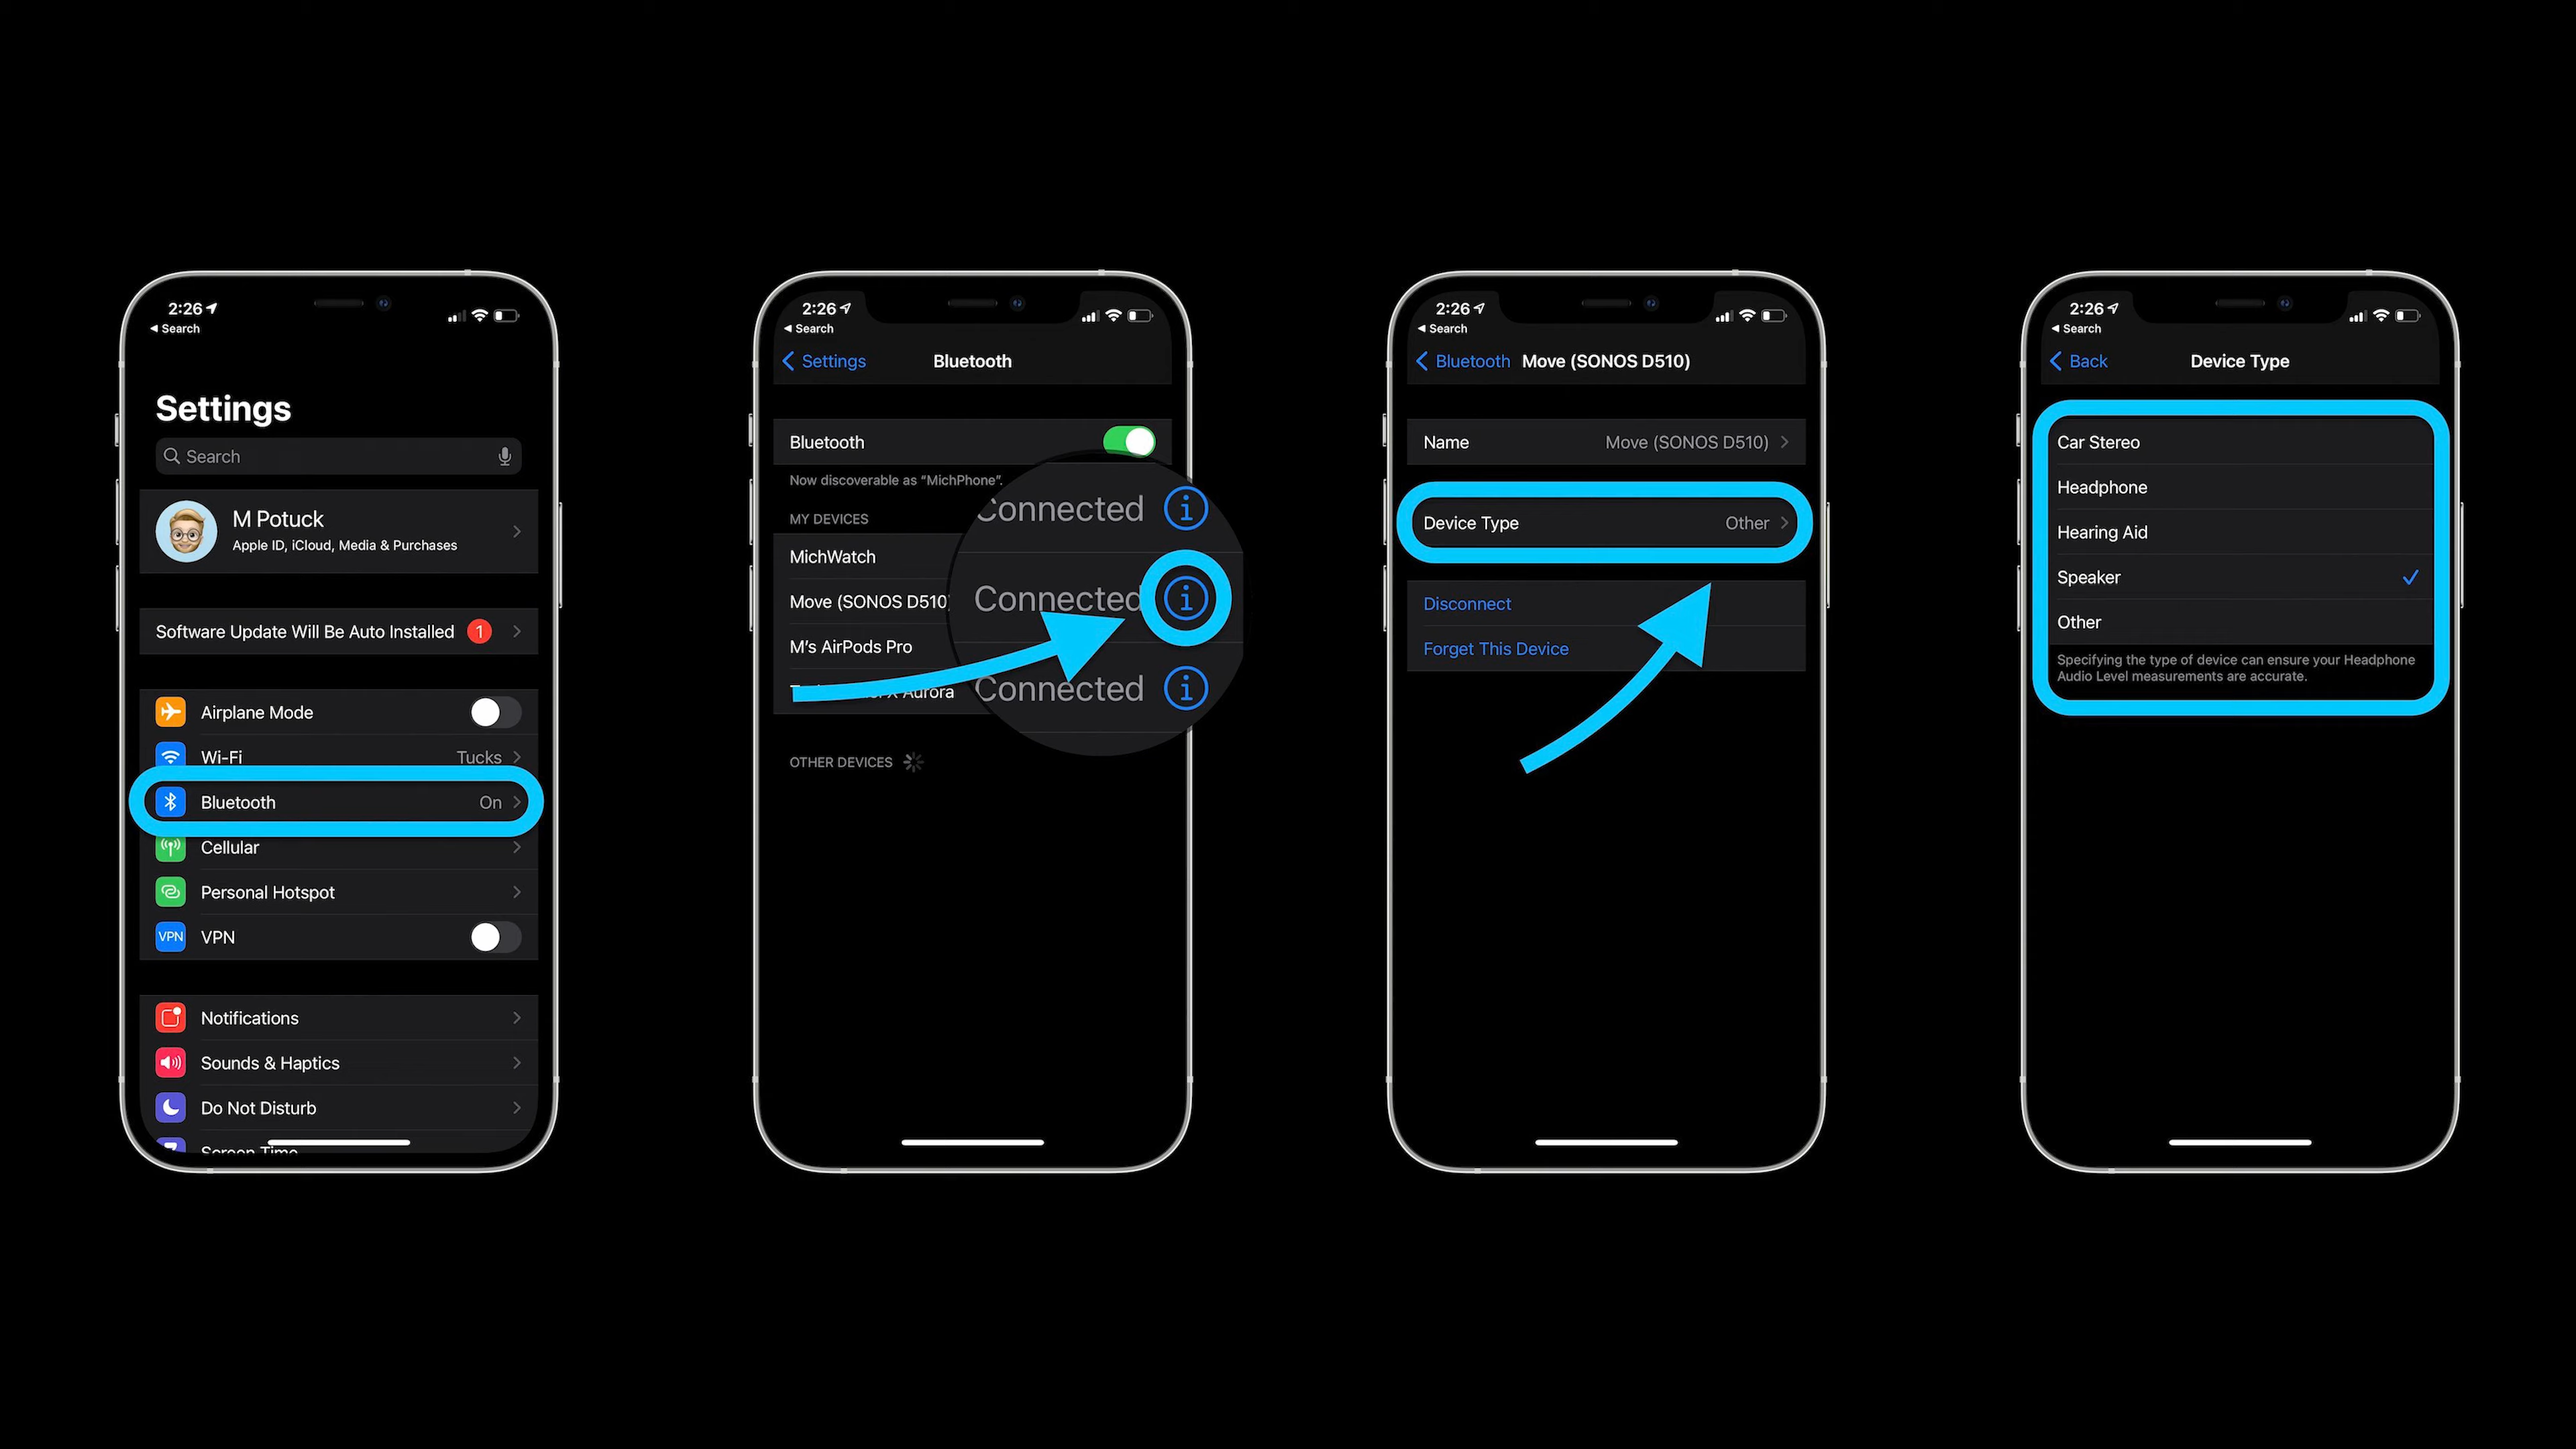 2:26
◀ Search
Settings
Search
M Potuck
Apple ID, iCloud, Media & Purchases
Software Update Will Be Auto Installed 1
Airplane Mode
Wi-Fi Tucks
Bluetooth On
Cellular
Personal Hotspot
VPN VPN
Notifications
Sounds & Haptics
Do Not Disturb
Screen Time
2:26
◀ Search
Settings Bluetooth
Bluetooth
Now discoverable as “MichPhone”.
MY DEVICES
Connected
MichWatch
Move (SONOS D510) Connected
M’s AirPods Pro
Aurora Connected
OTHER DEVICES
2:26
◀ Search
Bluetooth Move (SONOS D510)
Name Move (SONOS D510)
Device Type Other
Disconnect
Forget This Device
2:26
◀ Search
Back Device Type
Car Stereo
Headphone
Hearing Aid
Speaker
Other
Specifying the type of device can ensure your Headphone
Audio Level measurements are accurate.